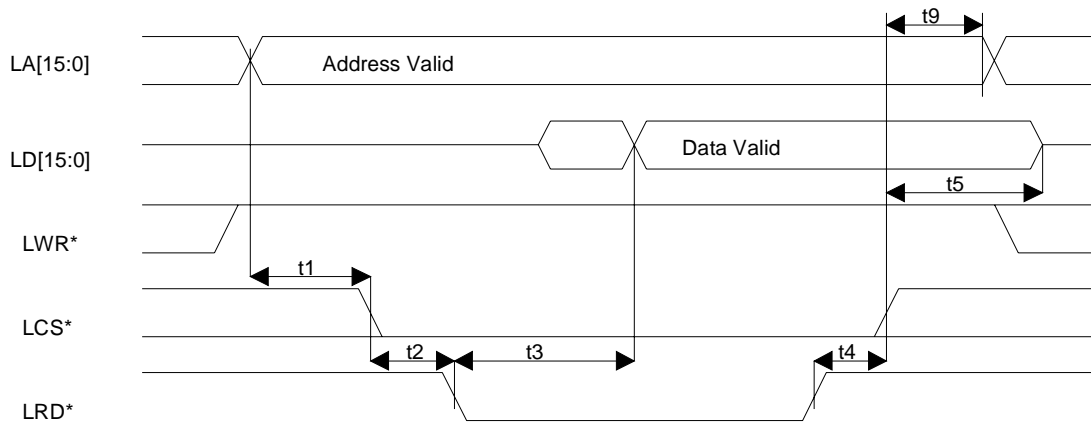 t9
LA[15:0]
Address Valid
LD[15:0]
Data Valid
t5
LWR*
t1
LCS*
t2
t3
t4
LRD*